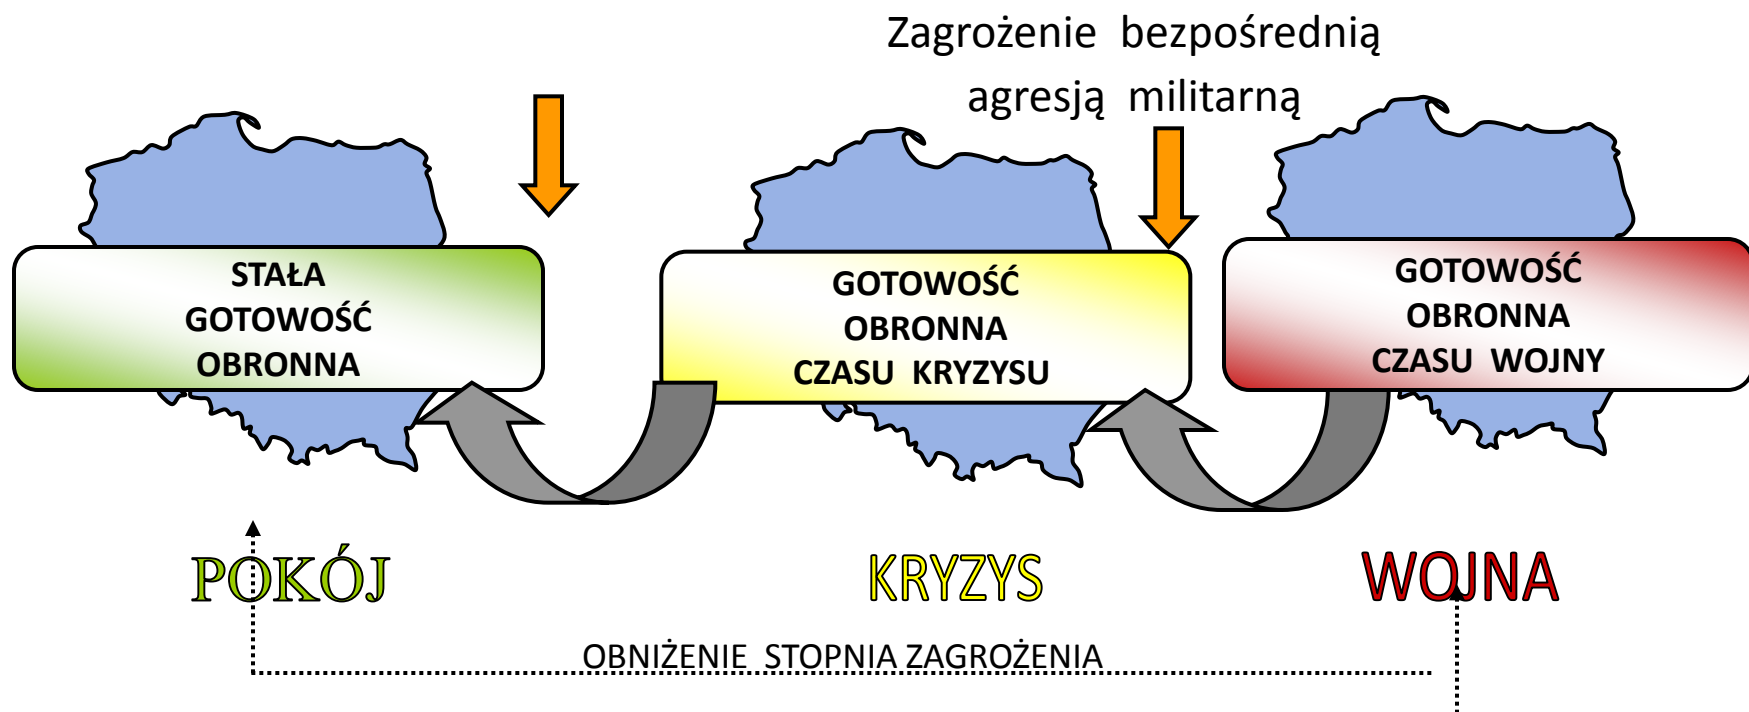 Zagrożenie bezpośrednią
agresją militarną
STAŁA
GOTOWOŚĆ
OBRONNA
GOTOWOŚĆ
OBRONNA
CZASU KRYZYSU
GOTOWOŚĆ
OBRONNA
CZASU WOJNY
POKÓJ
KRYZYS
WOJNA
OBNIŻENIE STOPNIA ZAGROŻENIA